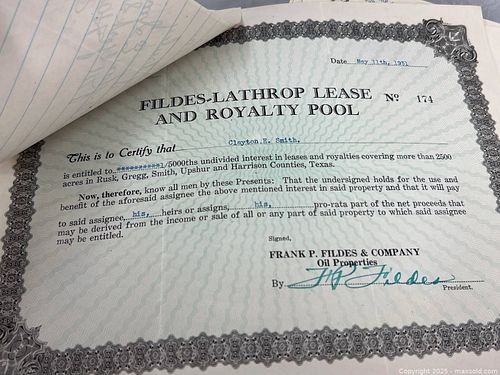 Date May 11th, 1931
FILDES-LATHROP LEASE
AND ROYALTY POOL
Nº 174
This is to Certify that Cleyton.E. Smith.
is entitled to **********1/5000ths undivided interest in leases and royalties covering more than 2500
acres in Rusk, Gregg, Smith, Upshur and Harrison Counties, Texas.
Now, therefore, know all men by these Presents: That the undersigned holds for the use and
benefit of the aforesaid assignee the above mentioned interest in said property and that it will pay
to said assignee, his, heirs or assigns, his, pro-rata part of the net proceeds that
may be derived from the income or sale of all or any part of said property to which said assignee
may be entitled.
Signed,
FRANK P. FILDES & COMPANY
Oil Properties
By F P Fildes
President.
Copyright 2025 - maxsold.com